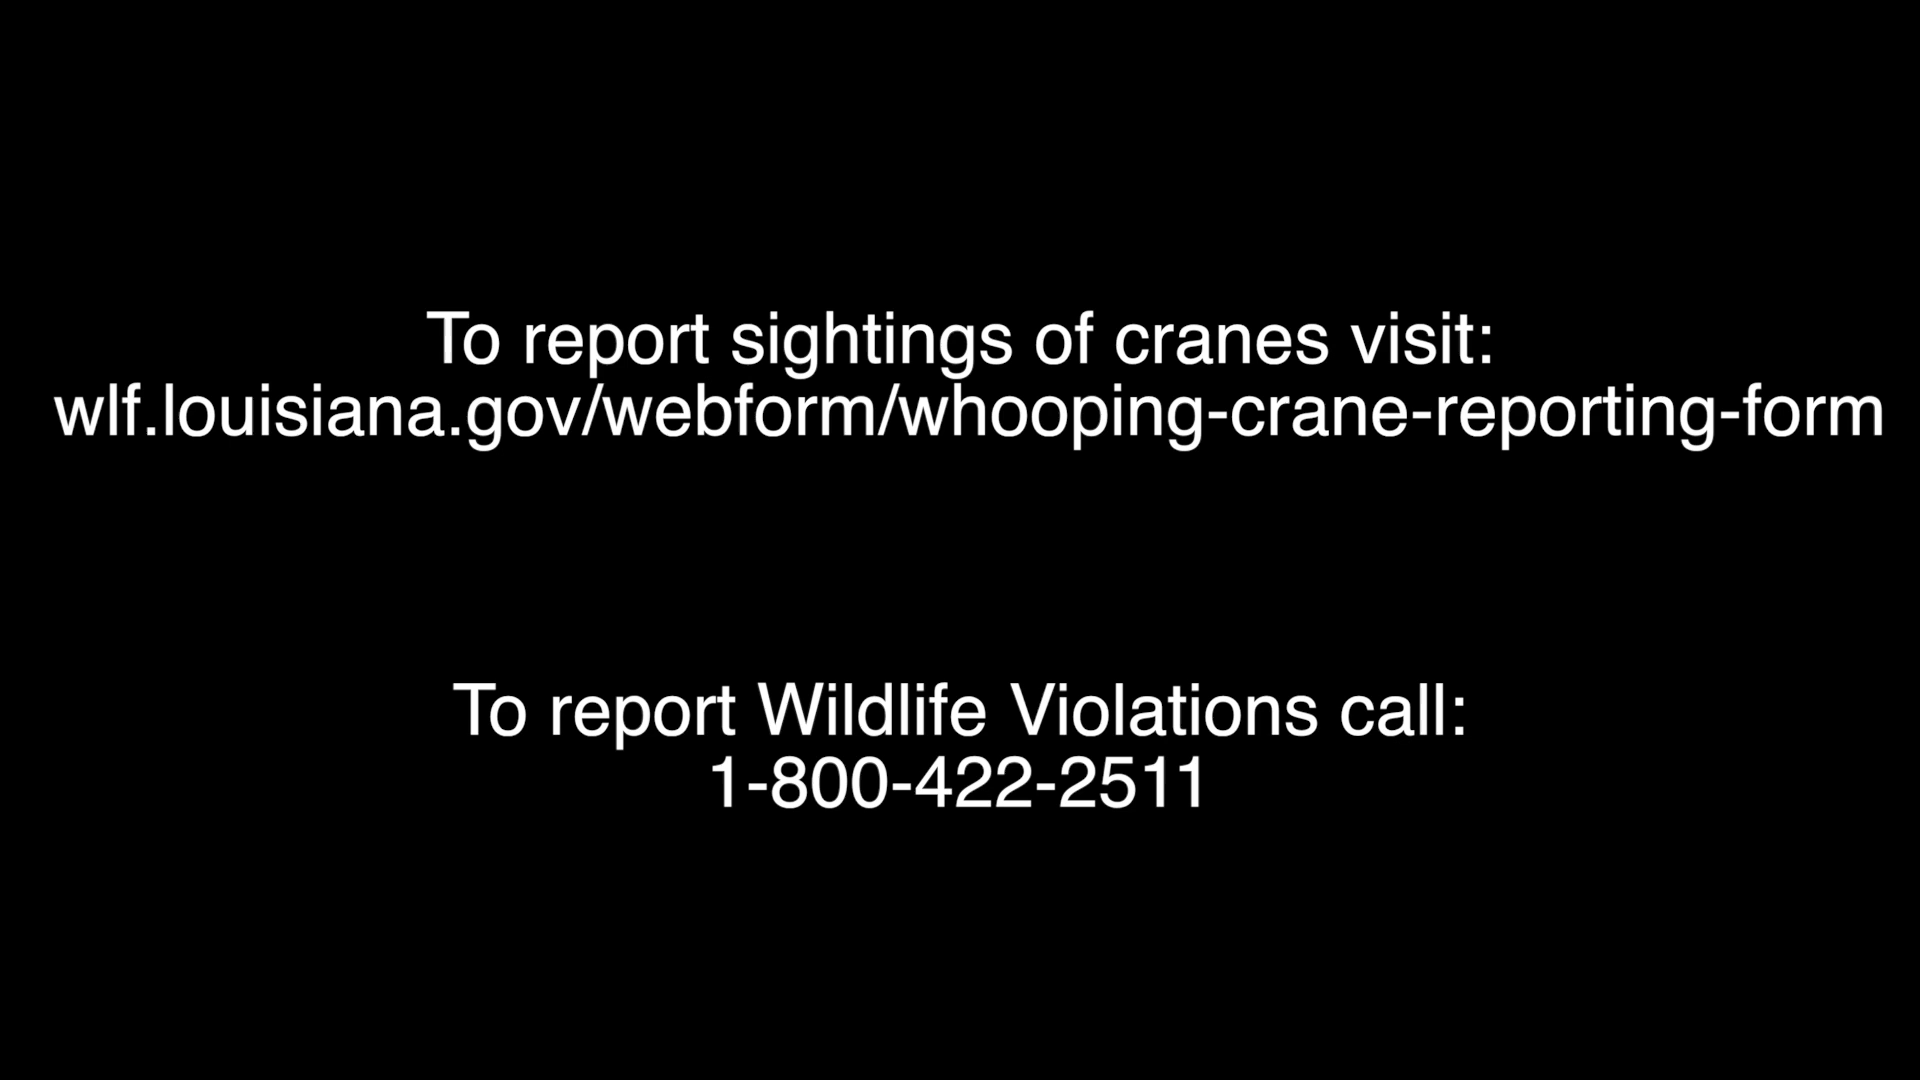 To report sightings of cranes visit:
wlf.louisiana.gov/webform/whooping-crane-reporting-form
To report Wildlife Violations call:
1-800-422-2511